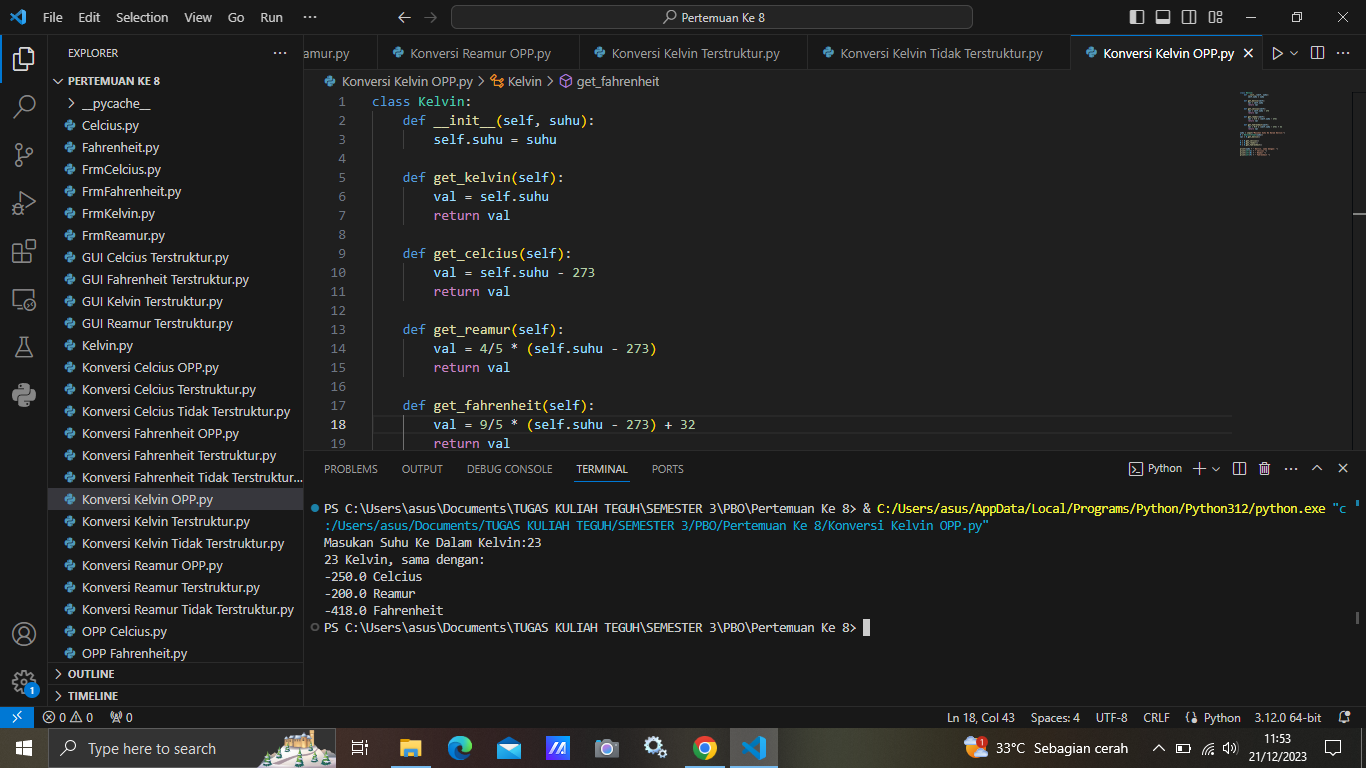 File Edit Selection View Go Run ··· Pertemuan Ke 8
EXPLORER ···
PERTEMUAN KE 8
__pycache__
Celcius.py
Fahrenheit.py
FrmCelcius.py
FrmFahrenheit.py
FrmKelvin.py
FrmReamur.py
GUI Celcius Terstruktur.py
GUI Fahrenheit Terstruktur.py
GUI Kelvin Terstruktur.py
GUI Reamur Terstruktur.py
Kelvin.py
Konversi Celcius OPP.py
Konversi Celcius Terstruktur.py
Konversi Celcius Tidak Terstruktur.py
Konversi Fahrenheit OPP.py
Konversi Fahrenheit Terstruktur.py
Konversi Fahrenheit Tidak Terstruktur...
Konversi Kelvin OPP.py
Konversi Kelvin Terstruktur.py
Konversi Kelvin Tidak Terstruktur.py
Konversi Reamur OPP.py
Konversi Reamur Terstruktur.py
Konversi Reamur Tidak Terstruktur.py
OPP Celcius.py
OPP Fahrenheit.py
OUTLINE
TIMELINE
1
amur.py Konversi Reamur OPP.py Konversi Kelvin Terstruktur.py Konversi Kelvin Tidak Terstruktur.py Konversi Kelvin OPP.py ···
Konversi Kelvin OPP.py > Kelvin > get_fahrenheit
1 class Kelvin:
2 def __init__(self, suhu):
3 self.suhu = suhu
4
5 def get_kelvin(self):
6 val = self.suhu
7 return val
8
9 def get_celcius(self):
10 val = self.suhu - 273
11 return val
12
13 def get_reamur(self):
14 val = 4/5 * (self.suhu - 273)
15 return val
16
17 def get_fahrenheit(self):
18 val = 9/5 * (self.suhu - 273) + 32
19 return val
PROBLEMS OUTPUT DEBUG CONSOLE TERMINAL PORTS Python ···
PS C:\Users\asus\Documents\TUGAS KULIAH TEGUH\SEMESTER 3\PBO\Pertemuan Ke 8> & C:/Users/asus/AppData/Local/Programs/Python/Python312/python.exe "c
:/Users/asus/Documents/TUGAS KULIAH TEGUH/SEMESTER 3/PBO/Pertemuan Ke 8/Konversi Kelvin OPP.py"
Masukan Suhu Ke Dalam Kelvin:23
23 Kelvin, sama dengan:
-250.0 Celcius
-200.0 Reamur
-418.0 Fahrenheit
PS C:\Users\asus\Documents\TUGAS KULIAH TEGUH\SEMESTER 3\PBO\Pertemuan Ke 8>
0 0 0 Ln 18, Col 43 Spaces: 4 UTF-8 CRLF Python 3.12.0 64-bit
Type here to search 1 33°C Sebagian cerah 11:53
21/12/2023